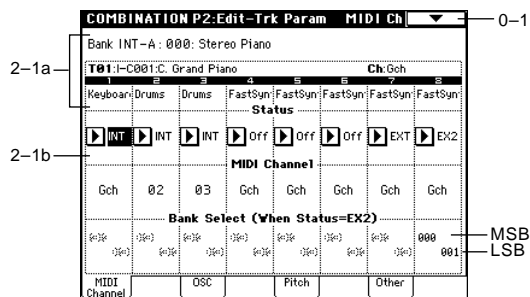 COMBINATION P2:Edit-Trk Param MIDI Ch
0–1
Bank INT-A: 000: Stereo Piano
2–1a
T01:I-C001:C. Grand Piano Ch:Gch
1 2 3 4 5 6 7 8
Keyboar Drums Drums FastSyn FastSyn FastSyn FastSyn FastSyn
Status
2–1b
INT INT INT Off Off Off EXT EX2
MIDI Channel
Gch 02 03 Gch Gch Gch Gch Gch
Bank Select (When Status=EX2)
000 MSB
001 LSB
MIDI Channel OSC Pitch Other